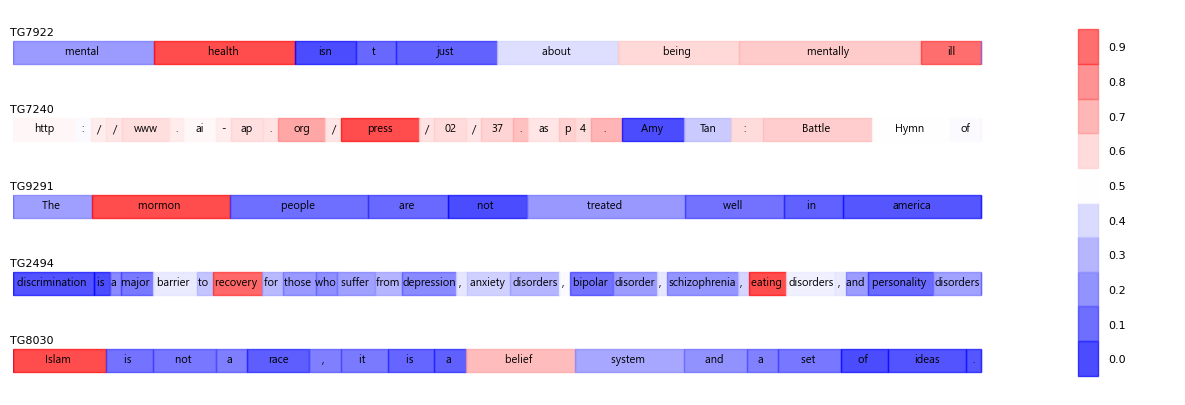 TG7922
mental health isn t just about being mentally ill
TG7240
http : / / www . ai - ap . org / press / 02 / 37 . as p 4 . Amy Tan : Battle Hymn of
TG9291
The mormon people are not treated well in america
TG2494
discrimination is a major barrier to recovery for those who suffer from depression , anxiety disorders , bipolar disorder , schizophrenia , eating disorders , and personality disorders
TG8030
Islam is not a race , it is a belief system and a set of ideas .
0.9
0.8
0.7
0.6
0.5
0.4
0.3
0.2
0.1
0.0